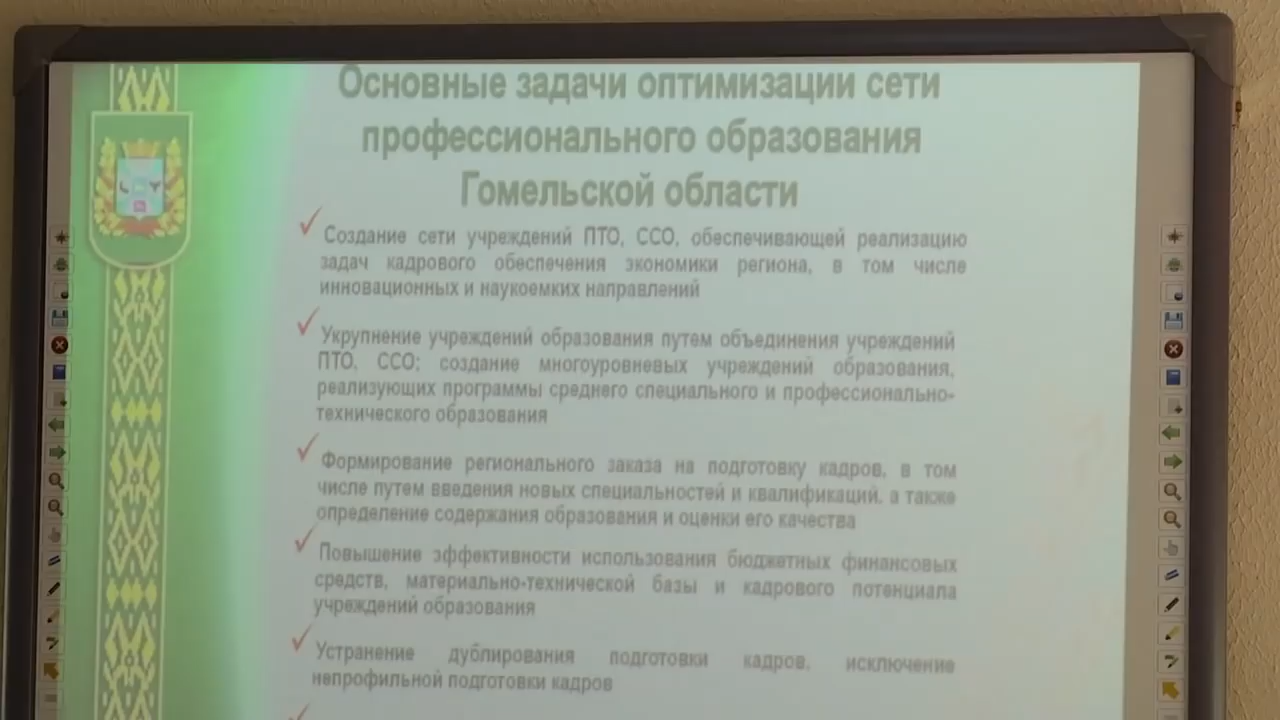 Основные задачи оптимизации сети
профессионального образования
Гомельской области
Создание сети учреждений ПТО, ССО, обеспечивающей реализацию
задач кадрового обеспечения экономики региона, в том числе
инновационных и наукоемких направлений
Укрупнение учреждений образования путем объединения учреждений
ПТО, ССО; создание многоуровневых учреждений образования,
реализующих программы среднего специального и профессионально-
технического образования
Формирование регионального заказа на подготовку кадров, в том
числе путем введения новых специальностей и квалификаций, а также
определение содержания образования и оценки его качества
Повышение эффективности использования бюджетных финансовых
средств, материально-технической базы и кадрового потенциала
учреждений образования
Устранение дублирования подготовки кадров, исключение
непрофильной подготовки кадров